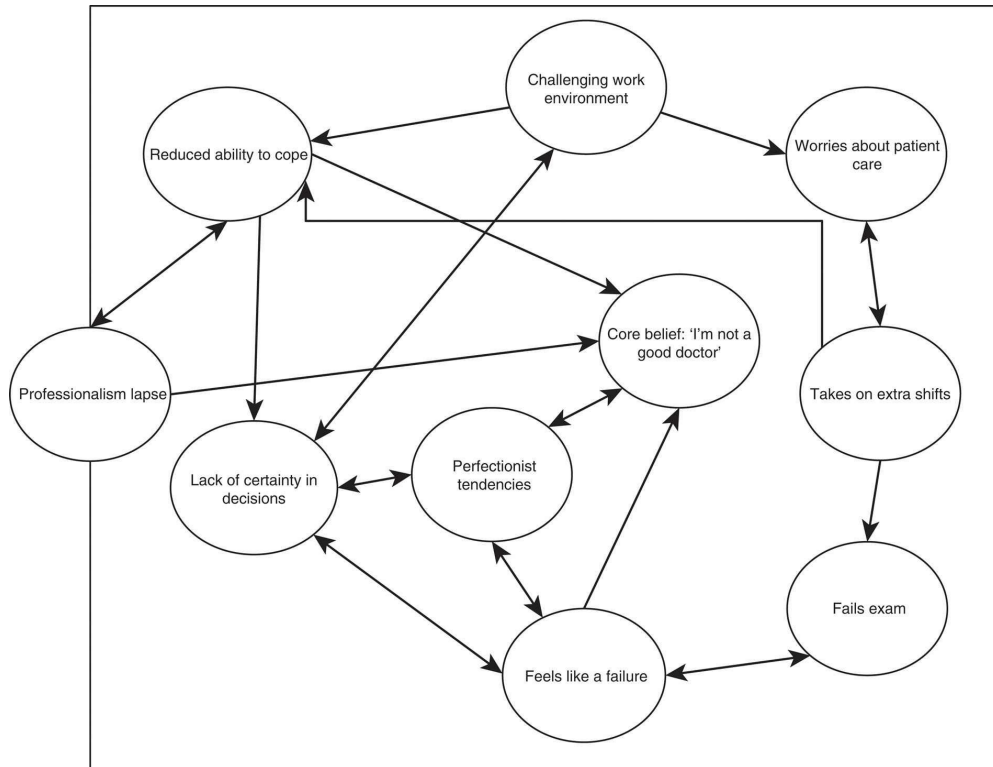 Challenging work
environment
Reduced ability to cope
Worries about patient
care
Core belief: ‘I’m not a
good doctor’
Professionalism lapse
Takes on extra shifts
Perfectionist
tendencies
Lack of certainty in
decisions
Fails exam
Feels like a failure